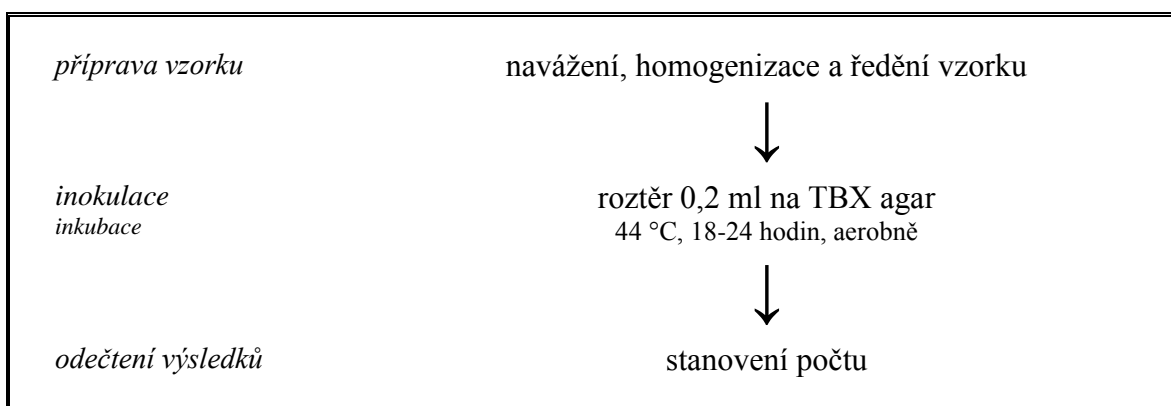 příprava vzorku
navážení, homogenizace a ředění vzorku
inokulace
roztěr 0,2 ml na TBX agar
inkubace
44 °C, 18-24 hodin, aerobně
odečtení výsledků
stanovení počtu